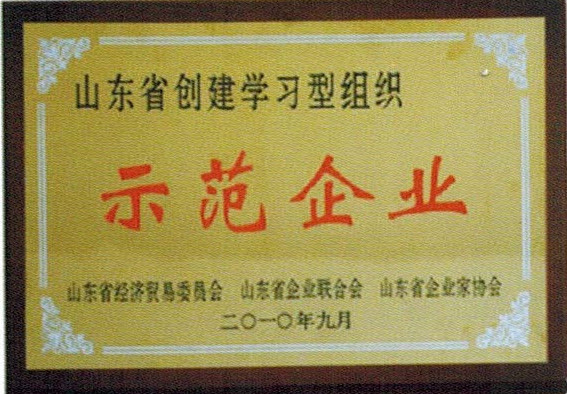 山东省创建学习型组织
示范企业
山东省经济贸易委员会 山东省企业联合会 山东省企业家协会
二〇一〇年九月